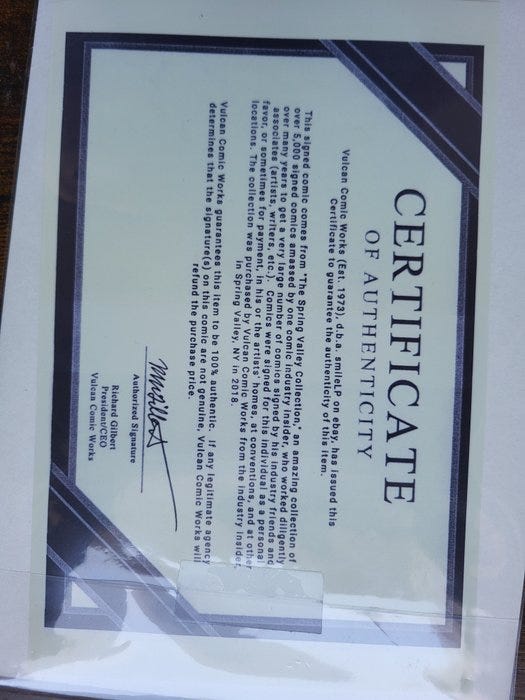 CERTIFICATE
OF AUTHENTICITY
Vulcan Comic Works (Est. 1973), d.b.a. smileLP on ebay, has issued this
Certificate to guarantee the authenticity of this item.
This signed comic comes from "The Spring Valley Collection," an amazing collection of
over 5,000 signed comics amassed by one comic industry insider, who worked diligently
over many years to get a very large number of comics signed by his industry friends and
associates (artists, writers, etc.). Comics were signed for this individual as a personal
favor, or sometimes for payment, in his or the artists' homes, at conventions, and at other
locations. The collection was purchased by Vulcan Comic Works from the industry insider
in Spring Valley, NY in 2018.
Vulcan Comic Works guarantees this item to be 100% authentic. If any legitimate agency
determines that the signature(s) on this comic are not genuine, Vulcan Comic Works will
refund the purchase price.
Authorized Signature
Richard Gilbert
President/CEO
Vulcan Comic Works